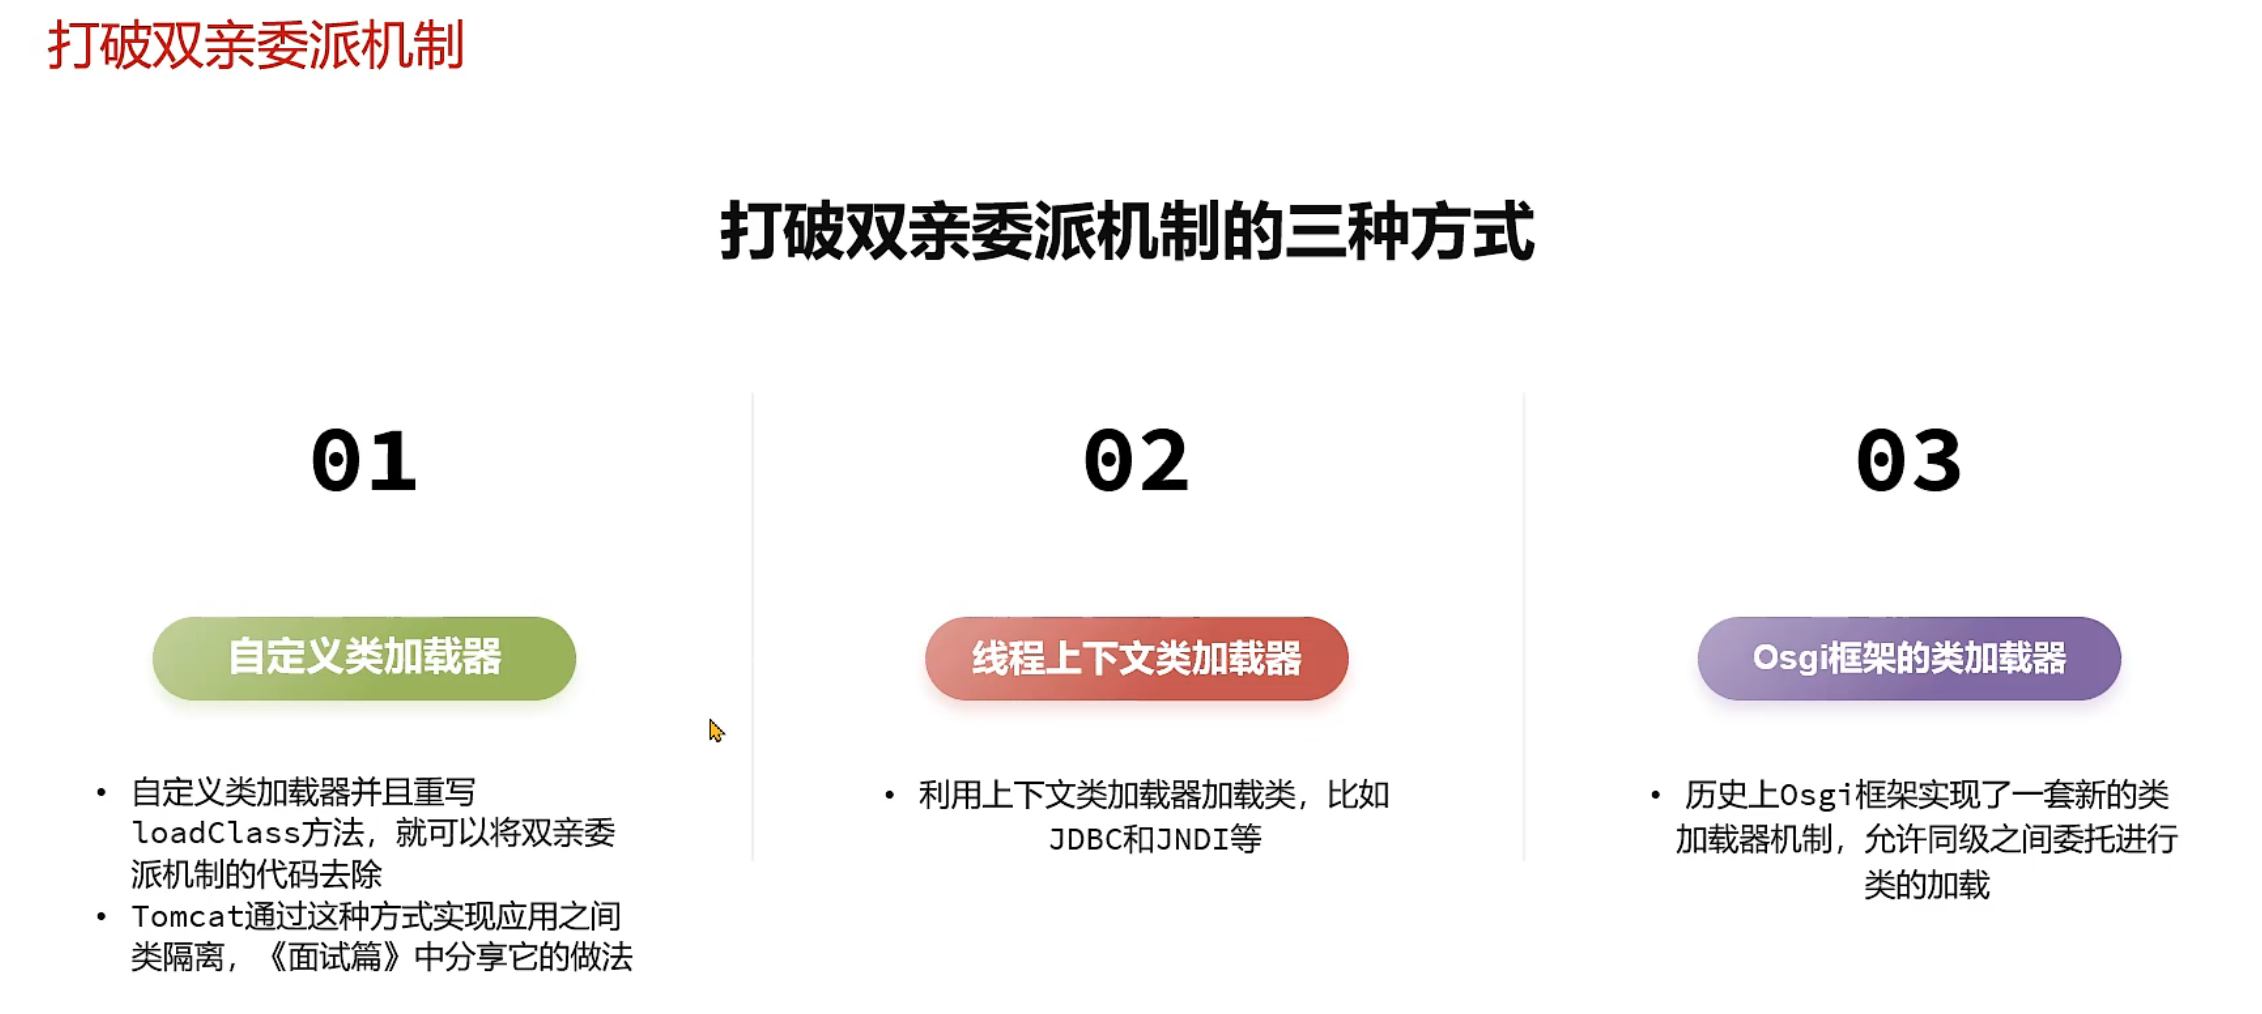 打破双亲委派机制
打破双亲委派机制的三种方式
01
自定义类加载器
• 自定义类加载器并且重写
loadClass方法，就可以将双亲委
派机制的代码去除
• Tomcat通过这种方式实现应用之间
类隔离，《面试篇》中分享它的做法
02
线程上下文类加载器
• 利用上下文类加载器加载类，比如
JDBC和JNDI等
03
Osgi框架的类加载器
• 历史上Osgi框架实现了一套新的类
加载器机制，允许同级之间委托进行
类的加载